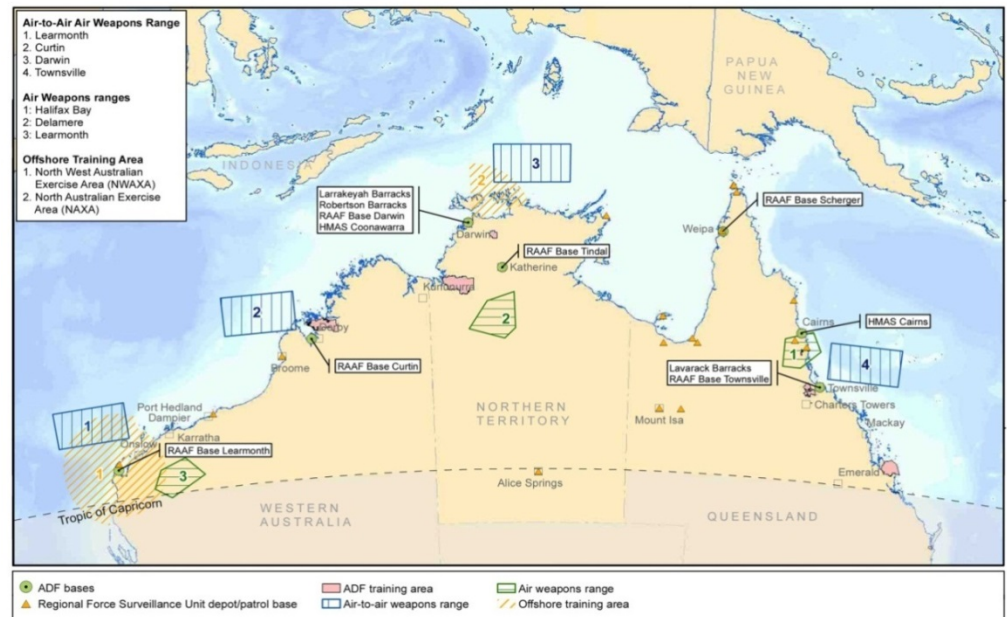 Air-to-Air Air Weapons Range
1. Learmonth
2. Curtin
3. Darwin
4. Townsville
Air Weapons ranges
1: Halifax Bay
2: Delamere
3: Learmonth
Offshore Training Area
1. North West Australian
Exercise Area (NWAXA)
2. North Australian Exercise
Area (NAXA)
PAPUA
NEW
GUINEA
INDONESIA
3
2
Larrakeyah Barracks
Robertson Barracks
RAAF Base Darwin
HMAS Coonawarra
Darwin
RAAF Base Scherger
Weipa
RAAF Base Tindal
Katherine
Kununurra
2
2
Derby
RAAF Base Curtin
Broome
Cairns
HMAS Cairns
1
4
Lavarack Barracks
RAAF Base Townsville
Townsville
Charters Towers
Mackay
NORTHERN
TERRITORY
Mount Isa
Port Hedland
Dampier
Karratha
1
Onslow
RAAF Base Learmonth
1
3
Emerald
Alice Springs
Tropic of Capricorn
WESTERN
AUSTRALIA
QUEENSLAND
ADF bases
Regional Force Surveillance Unit depot/patrol base
ADF training area
Air-to-air weapons range
Air weapons range
Offshore training area